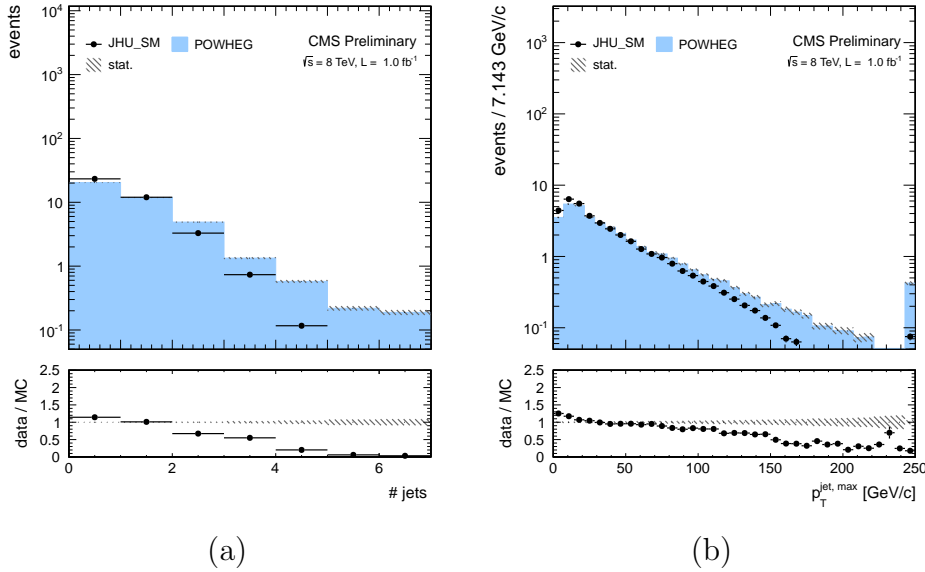 events
10⁴
10³
10²
10
1
10⁻¹
JHU_SM POWHEG
stat.
CMS Preliminary
√s = 8 TeV, L = 1.0 fb⁻¹
data / MC
2.5
2
1.5
1
0.5
0
0 2 4 6
# jets
(a)
events / 7.143 GeV/c
10³
10²
10
1
10⁻¹
JHU_SM POWHEG
stat.
CMS Preliminary
√s = 8 TeV, L = 1.0 fb⁻¹
data / MC
2.5
2
1.5
1
0.5
0
0 50 100 150 200 250
p_T^{jet, max} [GeV/c]
(b)